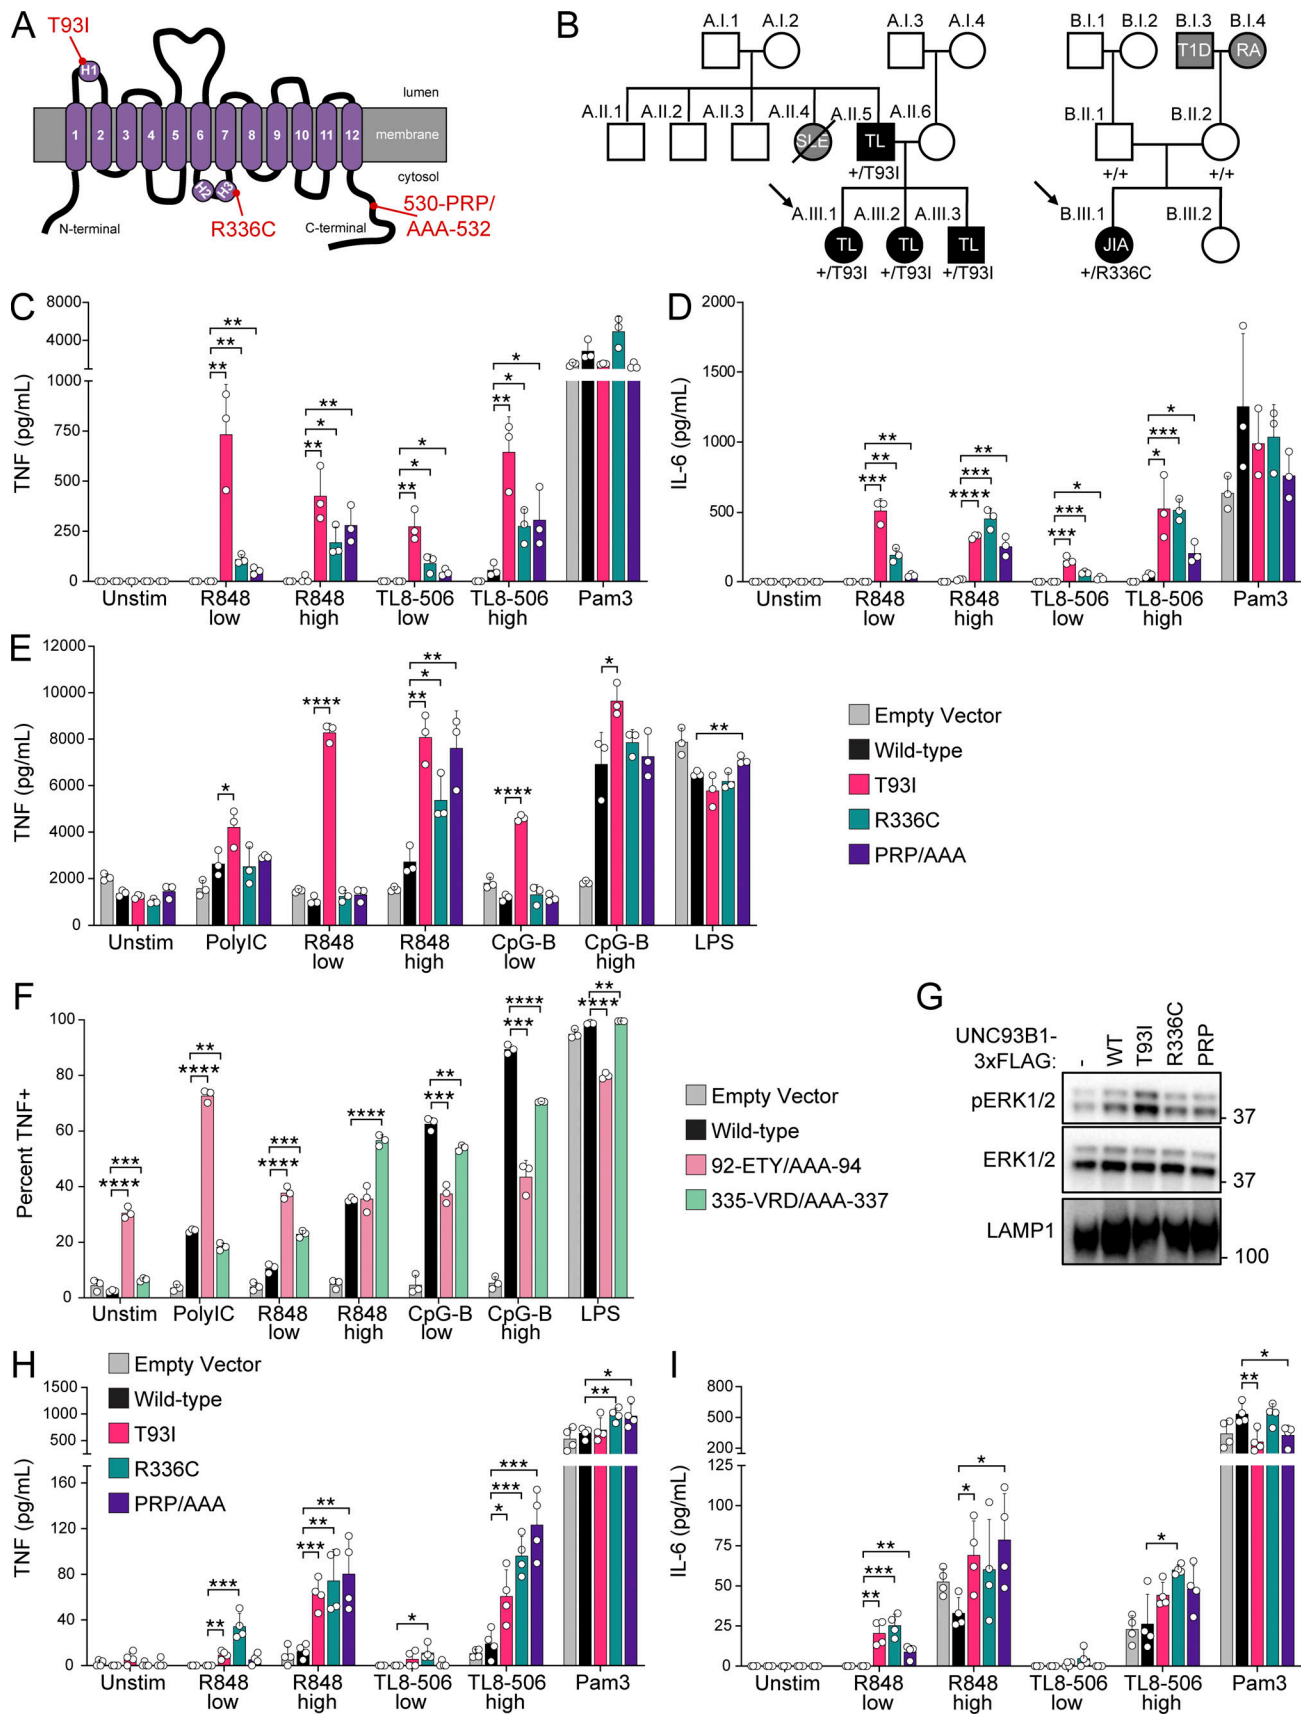 A
T93I
H1
lumen
1 2 3 4 5 6 7 8 9 10 11 12
membrane
H2 H3
cytosol
N-terminal
R336C
C-terminal
530-PRP/
AAA-532
B
A.I.1 A.I.2 A.I.3 A.I.4 B.I.1 B.I.2 B.I.3 B.I.4
T1D RA
A.II.1 A.II.2 A.II.3 A.II.4 A.II.5 A.II.6 B.II.1 B.II.2
SLE TL
+/T93I +/+ +/+
A.III.1 A.III.2 A.III.3 B.III.1 B.III.2
TL TL TL JIA
+/T93I +/T93I +/T93I +/R336C
C
TNF (pg/mL)
8000
4000
1000
750
500
250
0
** ** **
** * **
** * *
** * *
Unstim R848 low R848 high TL8-506 low TL8-506 high Pam3
D
IL-6 (pg/mL)
2000
1500
1000
500
0
*** ** **
**** *** **
*** *** *
* *** *
Unstim R848 low R848 high TL8-506 low TL8-506 high Pam3
E
TNF (pg/mL)
12000
10000
8000
6000
4000
2000
0
*
****
** * **
****
*
**
Unstim PolyIC R848 low R848 high CpG-B low CpG-B high LPS
Empty Vector
Wild-type
T93I
R336C
PRP/AAA
F
Percent TNF+
100
80
60
40
20
0
**** ***
**** **
**** ***
****
*** **
*** ****
**** **
Unstim PolyIC R848 low R848 high CpG-B low CpG-B high LPS
Empty Vector
Wild-type
92-ETY/AAA-94
335-VRD/AAA-337
G
UNC93B1-
3xFLAG:
- WT T93I R336C PRP
pERK1/2
- 37
ERK1/2
- 37
LAMP1
- 100
H
Empty Vector
Wild-type
T93I
R336C
PRP/AAA
TNF (pg/mL)
1500
1000
500
160
120
80
40
0
** ***
*** ** **
*
* *** ***
** *
Unstim R848 low R848 high TL8-506 low TL8-506 high Pam3
I
IL-6 (pg/mL)
800
500
200
125
100
75
50
25
0
** *** **
* *
*
** *
Unstim R848 low R848 high TL8-506 low TL8-506 high Pam3